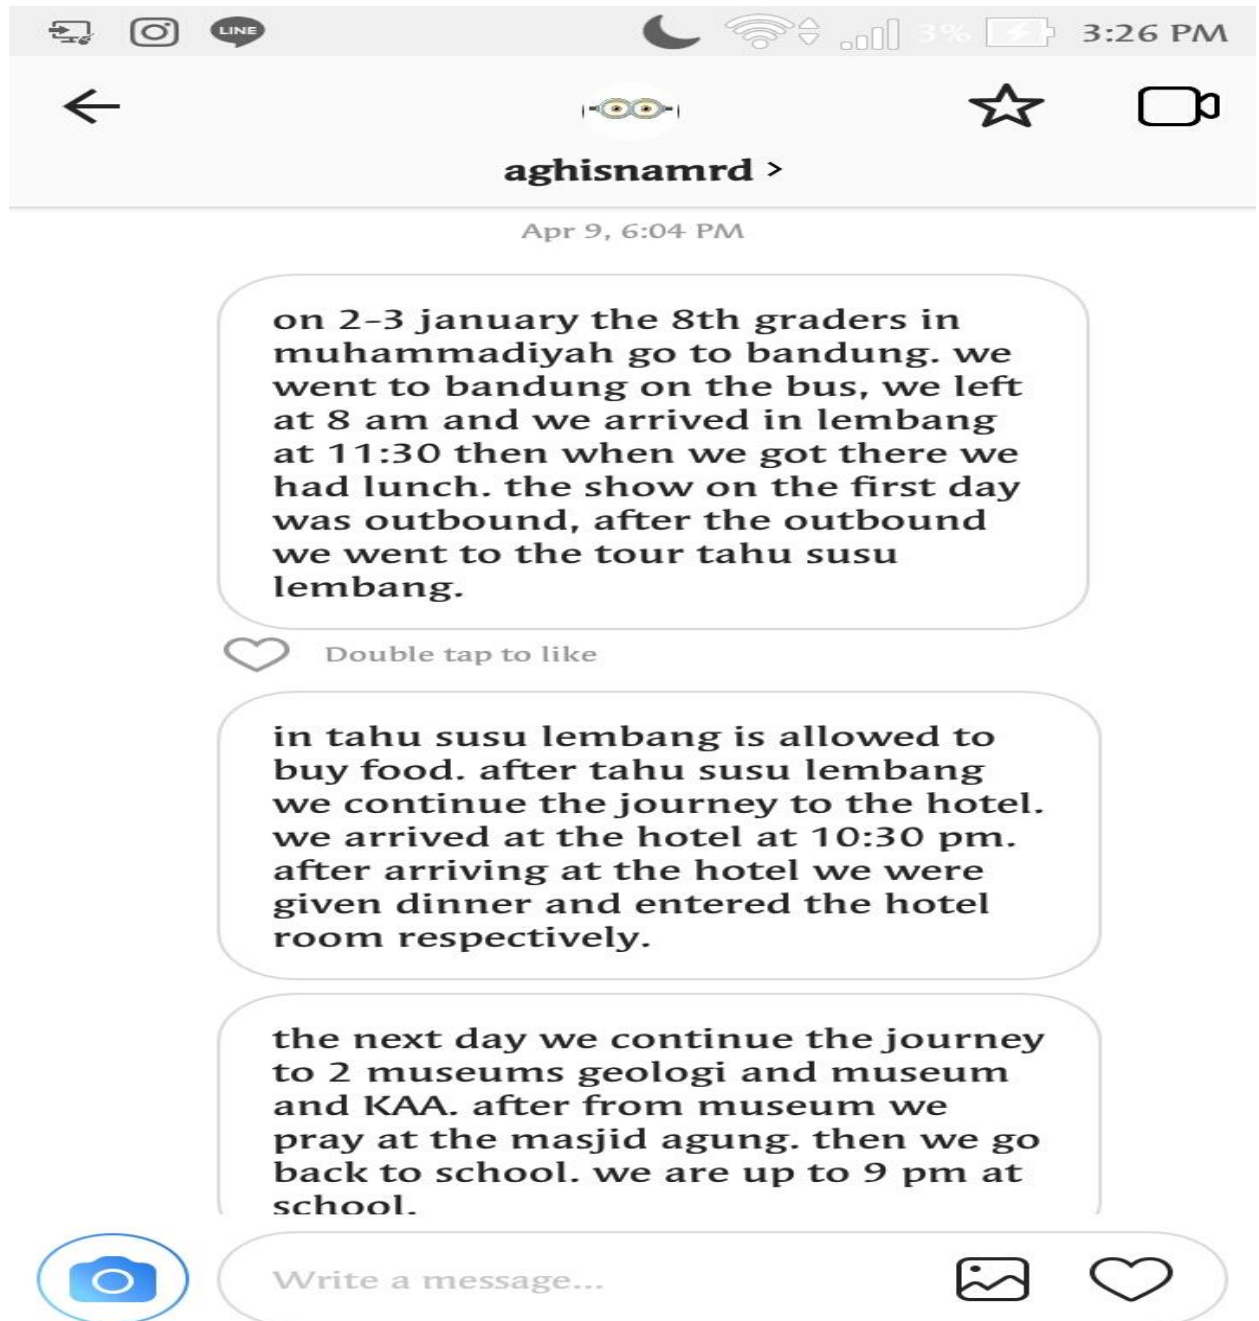 LINE
3% 3:26 PM
aghisnamrd >
Apr 9, 6:04 PM
on 2-3 january the 8th graders in
muhammadiyah go to bandung. we
went to bandung on the bus, we left
at 8 am and we arrived in lembang
at 11:30 then when we got there we
had lunch. the show on the first day
was outbound, after the outbound
we went to the tour tahu susu
lembang.
Double tap to like
in tahu susu lembang is allowed to
buy food. after tahu susu lembang
we continue the journey to the hotel.
we arrived at the hotel at 10:30 pm.
after arriving at the hotel we were
given dinner and entered the hotel
room respectively.
the next day we continue the journey
to 2 museums geologi and museum
and KAA. after from museum we
pray at the masjid agung. then we go
back to school. we are up to 9 pm at
school.
Write a message...